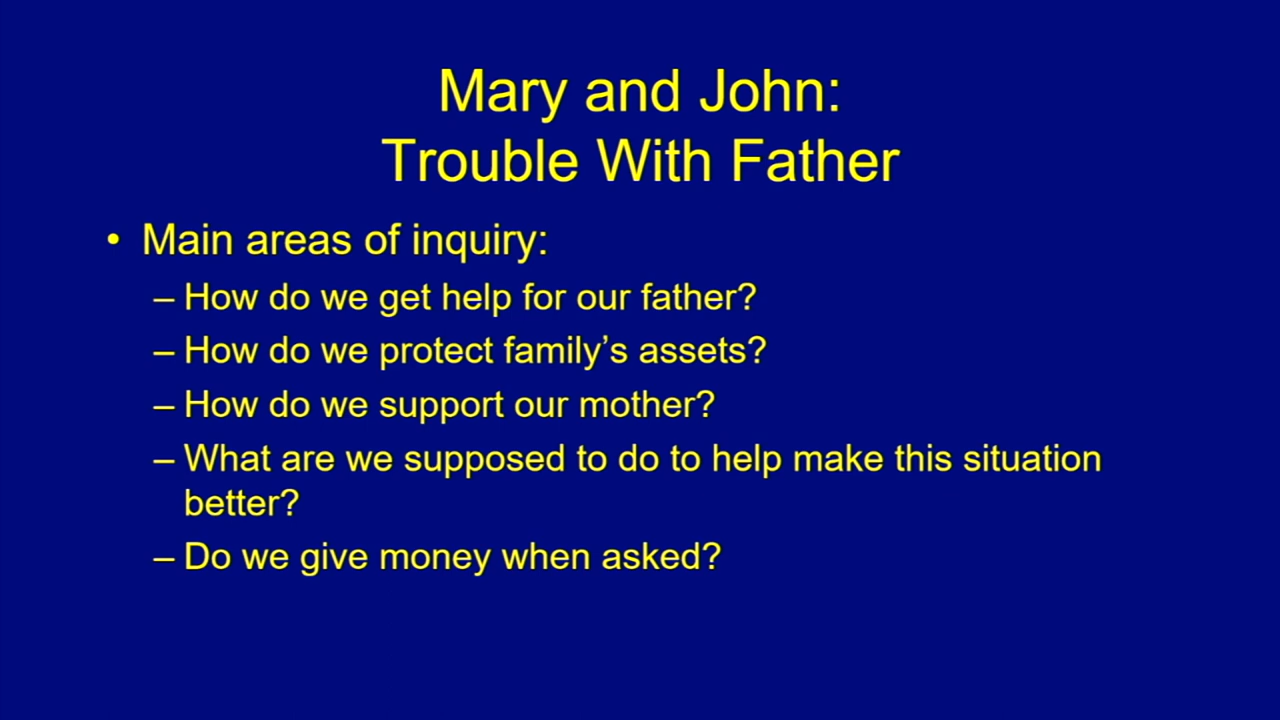 Mary and John:
Trouble With Father
• Main areas of inquiry:
– How do we get help for our father?
– How do we protect family’s assets?
– How do we support our mother?
– What are we supposed to do to help make this situation
better?
– Do we give money when asked?